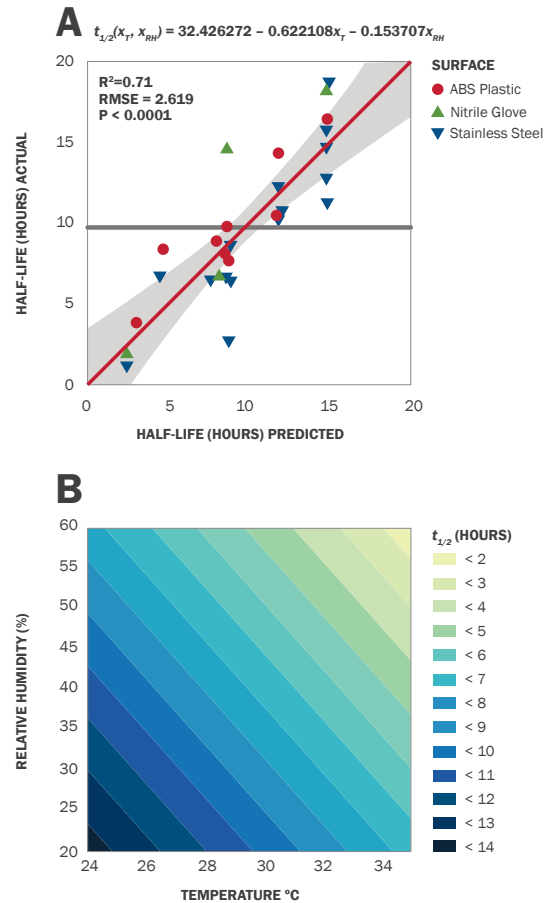 A
t1/2(xT, xRH) = 32.426272 – 0.622108xT – 0.153707xRH
R²=0.71
RMSE = 2.619
P < 0.0001
SURFACE
ABS Plastic
Nitrile Glove
Stainless Steel
HALF-LIFE (HOURS) ACTUAL
20
15
10
5
0
0 5 10 15 20
HALF-LIFE (HOURS) PREDICTED
B
RELATIVE HUMIDITY (%)
60
55
50
45
40
35
30
25
20
24 26 28 30 32 34
TEMPERATURE ºC
t1/2 (HOURS)
< 2
< 3
< 4
< 5
< 6
< 7
< 8
< 9
< 10
< 11
< 12
< 13
< 14